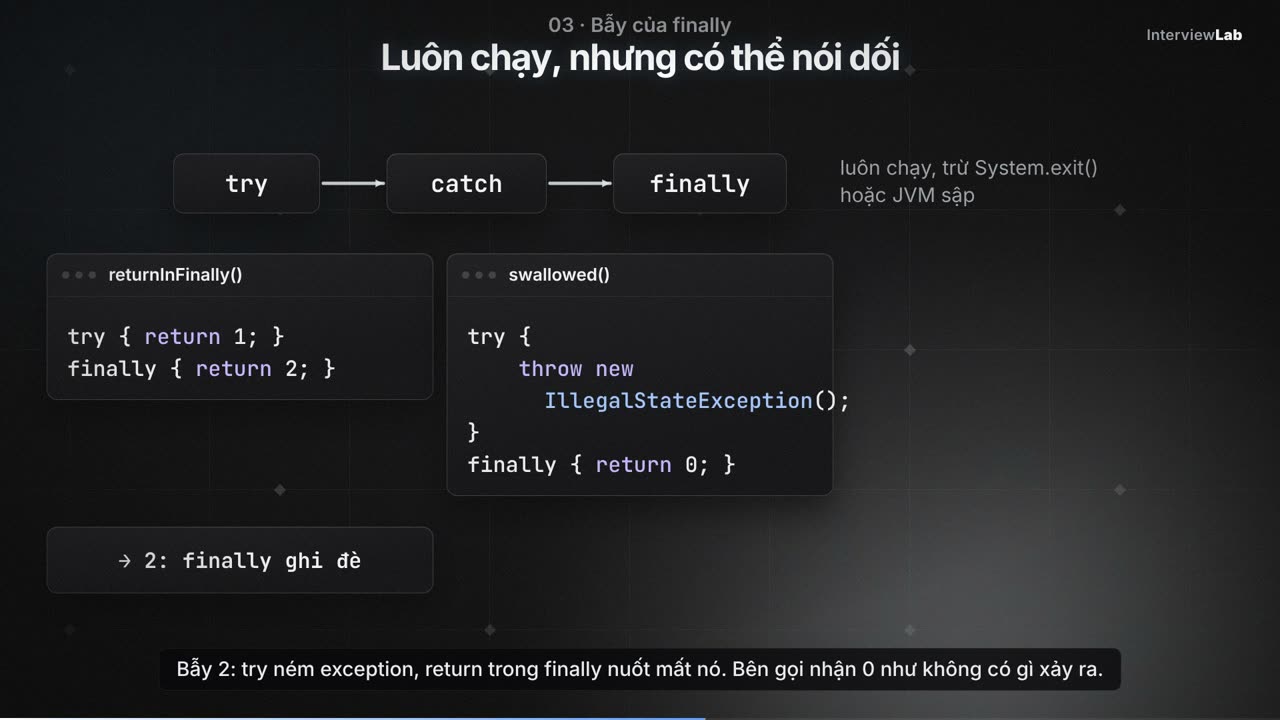 03 · Bẫy của finally
Luôn chạy, nhưng có thể nói dối
InterviewLab
try
catch
finally
luôn chạy, trừ System.exit()
hoặc JVM sập
returnInFinally()
try { return 1; }
finally { return 2; }
swallowed()
try {
throw new
IllegalStateException();
}
finally { return 0; }
→ 2: finally ghi đè
Bẫy 2: try ném exception, return trong finally nuốt mất nó. Bên gọi nhận 0 như không có gì xảy ra.